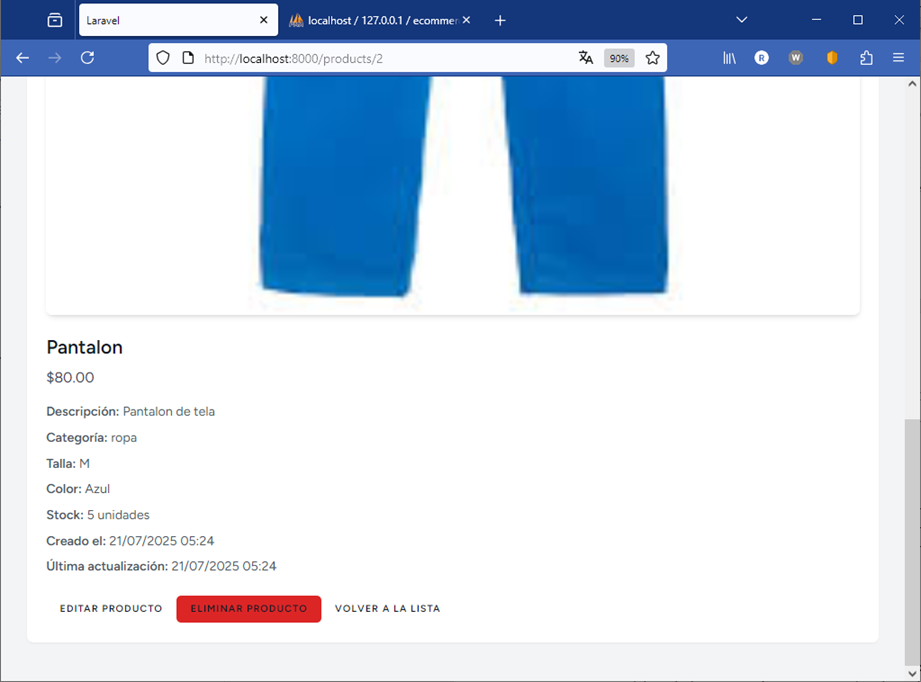 Laravel
localhost / 127.0.0.1 / ecommer
http://localhost:8000/products/2
90%
R
W
Pantalon
$80.00
Descripción: Pantalon de tela
Categoría: ropa
Talla: M
Color: Azul
Stock: 5 unidades
Creado el: 21/07/2025 05:24
Última actualización: 21/07/2025 05:24
EDITAR PRODUCTO ELIMINAR PRODUCTO VOLVER A LA LISTA